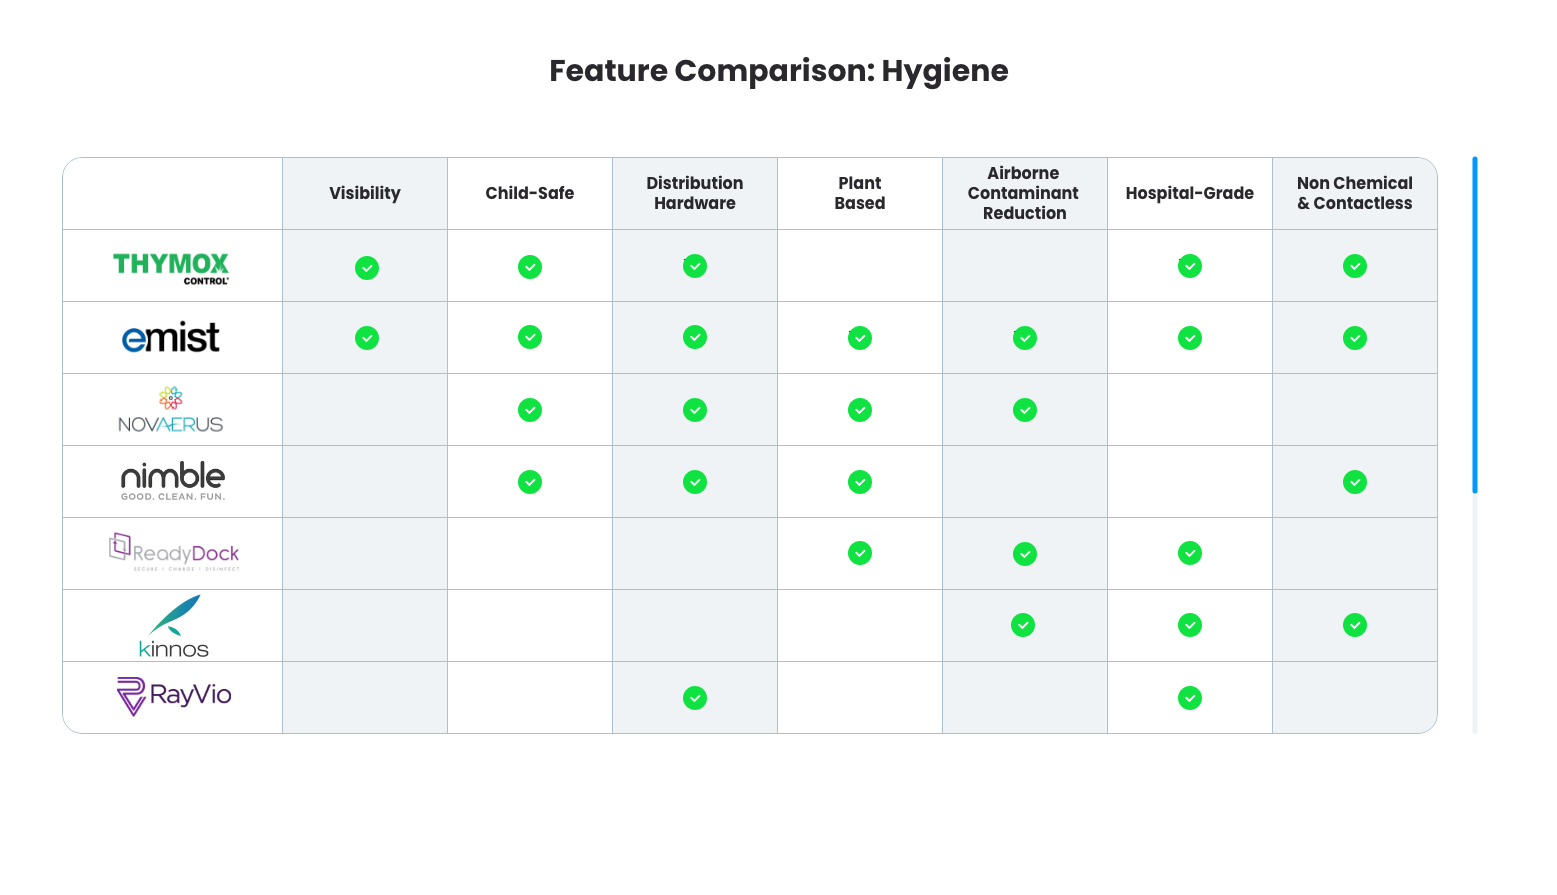 Feature Comparison: Hygiene
Visibility
Child-Safe
Distribution
Hardware
Plant
Based
Airborne
Contaminant
Reduction
Hospital-Grade
Non Chemical
& Contactless
THYMOX
CONTROL
emist
NOVAERUS
nimble
GOOD. CLEAN. FUN.
ReadyDock
SECURE | CHARGE | DISINFECT
kinnos
RayVio